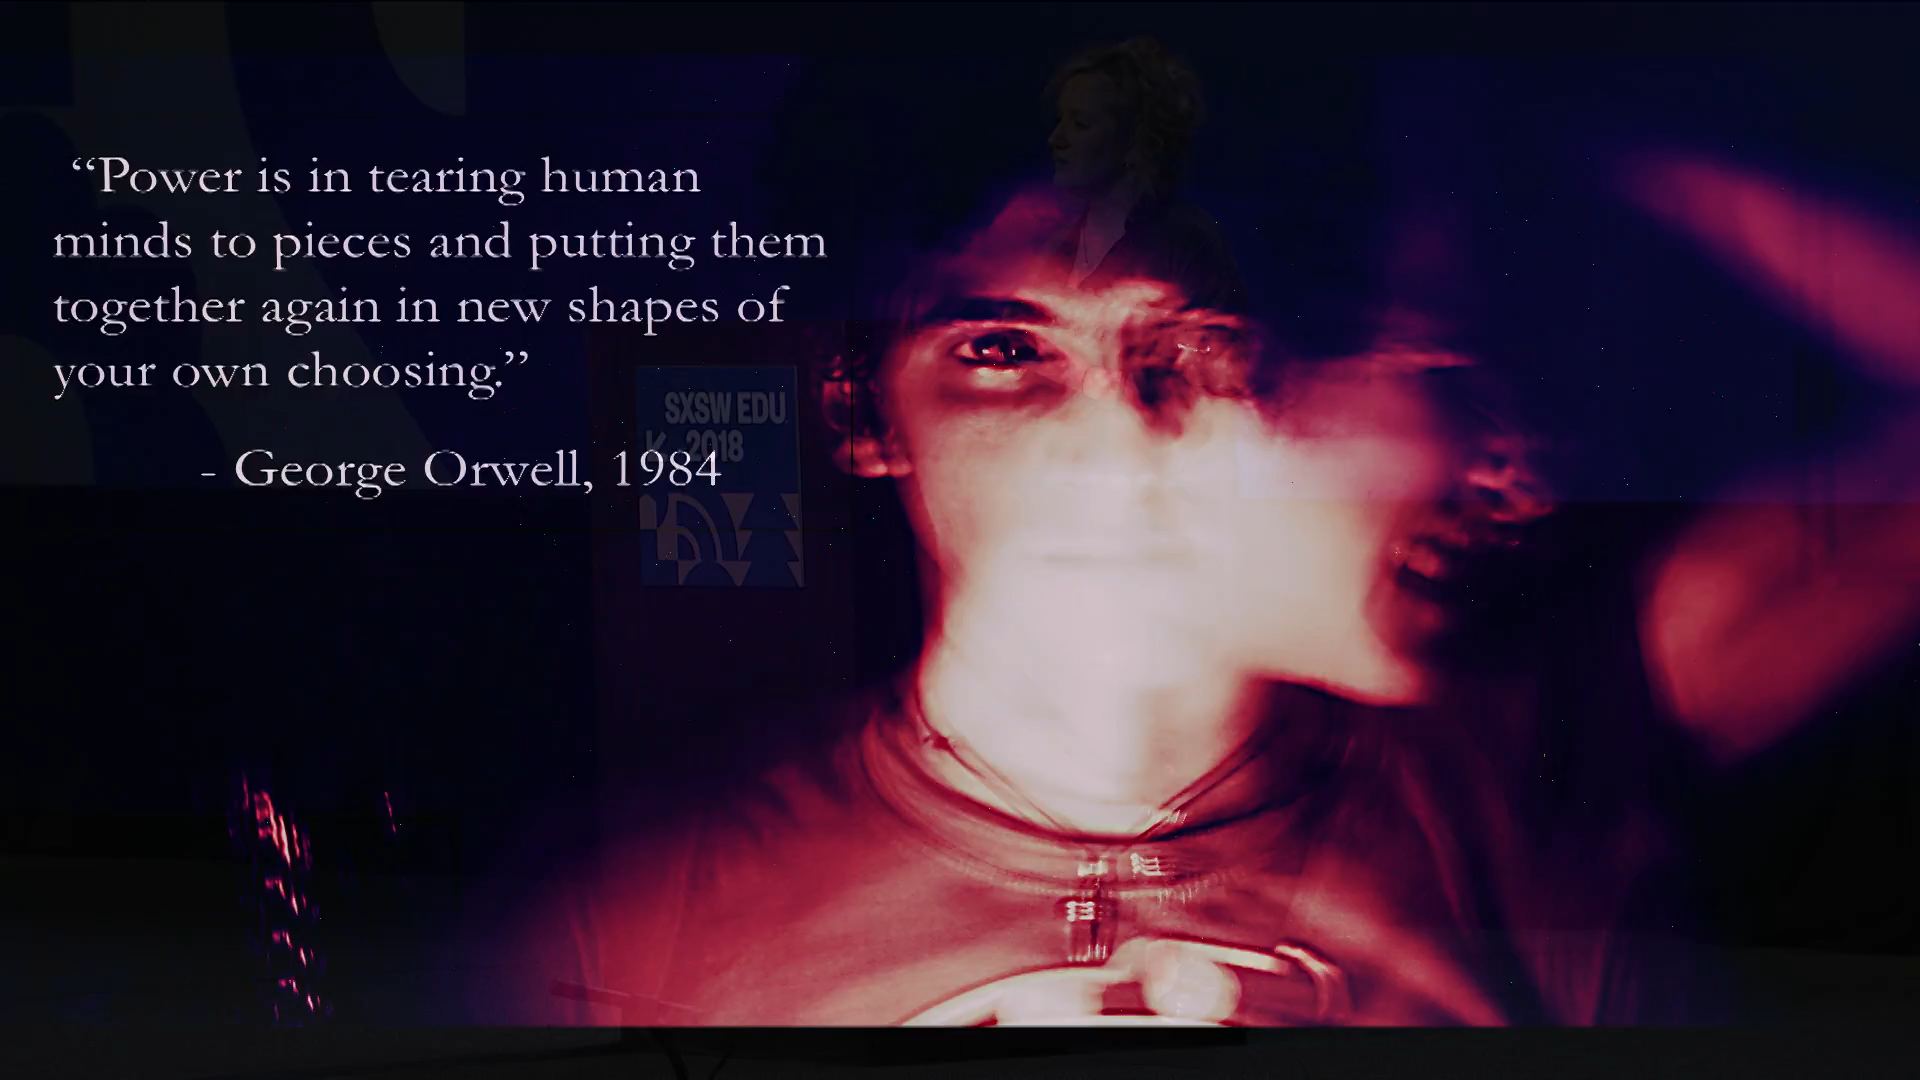 “Power is in tearing human
minds to pieces and putting them
together again in new shapes of
your own choosing.”
- George Orwell, 1984
SXSW EDU
2018